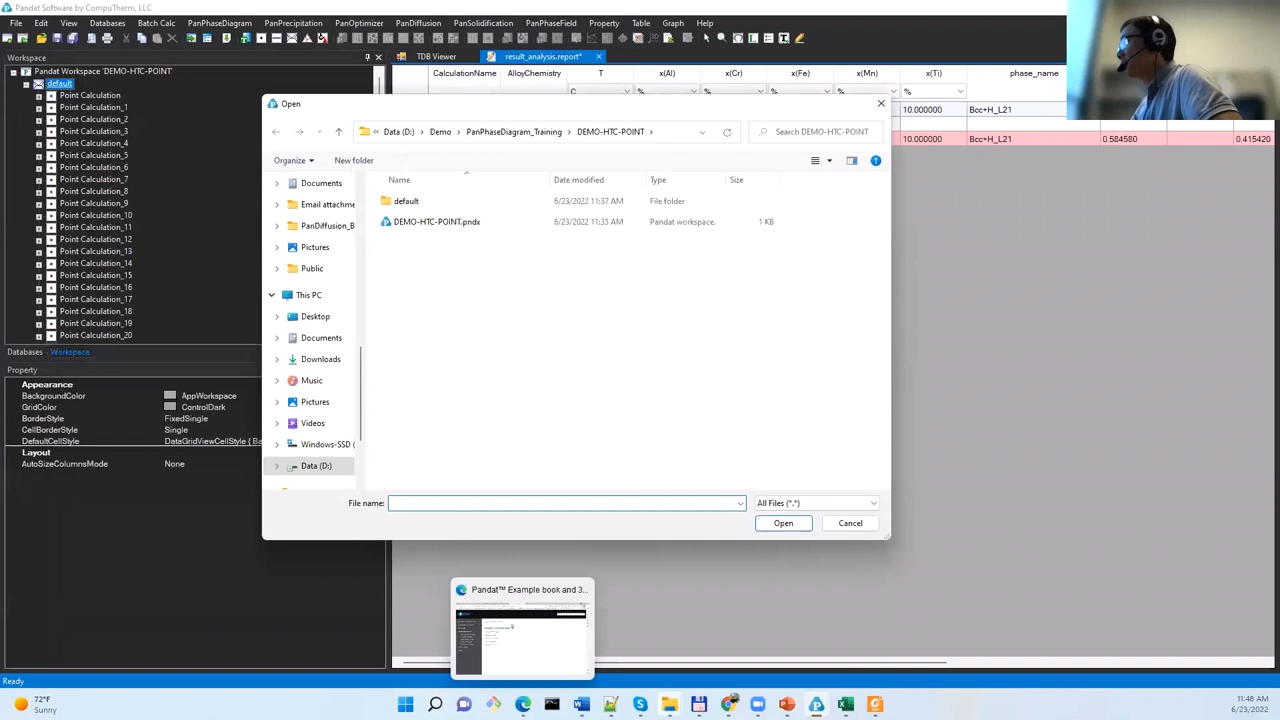 Pandat Software by CompuTherm, LLC
File Edit View Databases Batch Calc PanPhaseDiagram PanPrecipitation PanOptimizer PanDiffusion PanSolidification PanPhaseField Property Table Graph Help
Workspace
TDB Viewer
result_analysis.report*
Pandat Workspace 'DEMO-HTC-POINT'
default
Point Calculation
Point Calculation_1
Point Calculation_2
Point Calculation_3
Point Calculation_4
Point Calculation_5
Point Calculation_6
Point Calculation_7
Point Calculation_8
Point Calculation_9
Point Calculation_10
Point Calculation_11
Point Calculation_12
Point Calculation_13
Point Calculation_14
Point Calculation_15
Point Calculation_16
Point Calculation_17
Point Calculation_18
Point Calculation_19
Point Calculation_20
Databases Workspace
Property
Appearance
BackgroundColor AppWorkspace
GridColor ControlDark
BorderStyle FixedSingle
CellBorderStyle Single
DefaultCellStyle DataGridViewCellStyle { Ba
Layout
AutoSizeColumnsMode None
CalculationName AlloyChemistry T x(Al) x(Cr) x(Fe) x(Mn) x(Ti) phase_name
C % % % % %
10.000000 Bcc+H_L21
10.000000 Bcc+H_L21 0.584580 0.415420
Open
Data (D:) Demo PanPhaseDiagram_Training DEMO-HTC-POINT
Search DEMO-HTC-POINT
Organize New folder
Documents
Email attachme
PanDiffusion_B
Pictures
Public
This PC
Desktop
Documents
Downloads
Music
Pictures
Videos
Windows-SSD (
Data (D:)
Name Date modified Type Size
default 6/23/2022 11:37 AM File folder
DEMO-HTC-POINT.pndx 6/23/2022 11:35 AM Pandat workspace. 1 KB
File name: All Files (*.*)
Open Cancel
Pandat™ Example book and 3...
Ready
72°F
Sunny
11:48 AM
6/23/2022